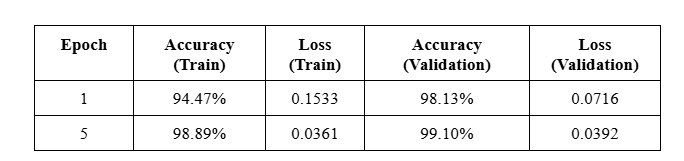 Epoch Accuracy (Train) Loss (Train) Accuracy (Validation) Loss (Validation)
1 94.47% 0.1533 98.13% 0.0716
5 98.89% 0.0361 99.10% 0.0392